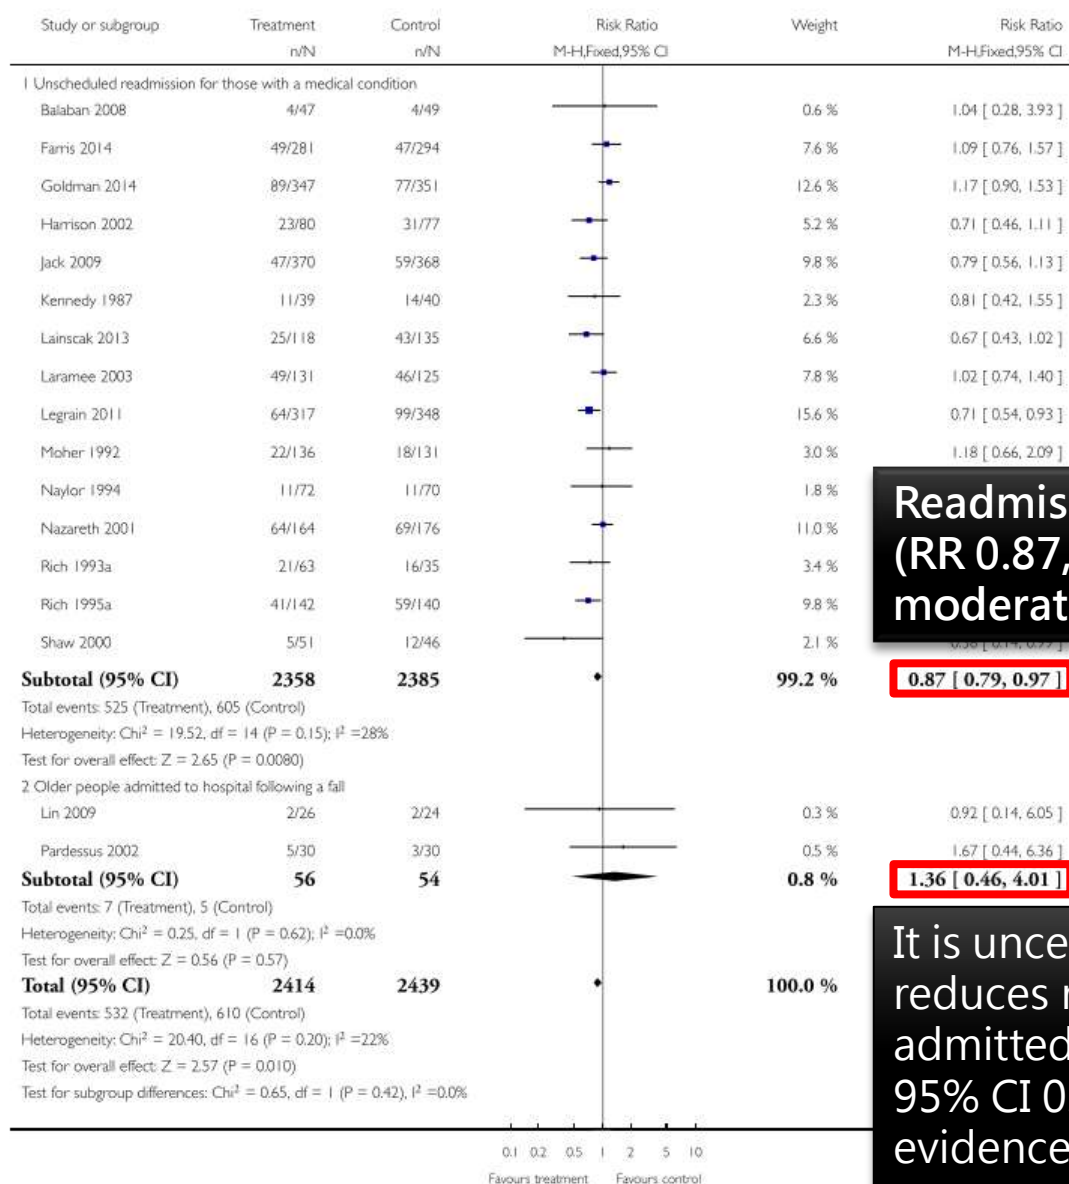 Study or subgroup Treatment Control Risk Ratio Weight Risk Ratio
n/N n/N M-H,Fixed,95% CI M-H,Fixed,95% CI
1 Unscheduled readmission for those with a medical condition
Balaban 2008 4/47 4/49 0.6 % 1.04 [ 0.28, 3.93 ]
Farris 2014 49/281 47/294 7.6 % 1.09 [ 0.76, 1.57 ]
Goldman 2014 89/347 77/351 12.6 % 1.17 [ 0.90, 1.53 ]
Harrison 2002 23/80 31/77 5.2 % 0.71 [ 0.46, 1.11 ]
Jack 2009 47/370 59/368 9.8 % 0.79 [ 0.56, 1.13 ]
Kennedy 1987 11/39 14/40 2.3 % 0.81 [ 0.42, 1.55 ]
Lainscak 2013 25/118 43/135 6.6 % 0.67 [ 0.43, 1.02 ]
Laramee 2003 49/131 46/125 7.8 % 1.02 [ 0.74, 1.40 ]
Legrain 2011 64/317 99/348 15.6 % 0.71 [ 0.54, 0.93 ]
Moher 1992 22/136 18/131 3.0 % 1.18 [ 0.66, 2.09 ]
Naylor 1994 11/72 11/70 1.8 %
Nazareth 2001 64/164 69/176 11.0 %
Rich 1993a 21/63 16/35 3.4 %
Rich 1995a 41/142 59/140 9.8 %
Shaw 2000 5/51 12/46 2.1 %
Readmis
(RR 0.87,
moderat
Subtotal (95% CI) 2358 2385 99.2 % 0.87 [ 0.79, 0.97 ]
Total events: 525 (Treatment), 605 (Control)
Heterogeneity: Chi² = 19.52, df = 14 (P = 0.15); I² =28%
Test for overall effect: Z = 2.65 (P = 0.0080)
2 Older people admitted to hospital following a fall
Lin 2009 2/26 2/24 0.3 % 0.92 [ 0.14, 6.05 ]
Pardessus 2002 5/30 3/30 0.5 % 1.67 [ 0.44, 6.36 ]
Subtotal (95% CI) 56 54 0.8 % 1.36 [ 0.46, 4.01 ]
Total events: 7 (Treatment), 5 (Control)
Heterogeneity: Chi² = 0.25, df = 1 (P = 0.62); I² =0.0%
Test for overall effect: Z = 0.56 (P = 0.57)
Total (95% CI) 2414 2439 100.0 %
Total events: 532 (Treatment), 610 (Control)
Heterogeneity: Chi² = 20.40, df = 16 (P = 0.20); I² =22%
Test for overall effect: Z = 2.57 (P = 0.010)
Test for subgroup differences: Chi² = 0.65, df = 1 (P = 0.42), I² =0.0%
It is unce
reduces r
admitted
95% CI 0
evidence
0.1 0.2 0.5 1 2 5 10
Favours treatment Favours control